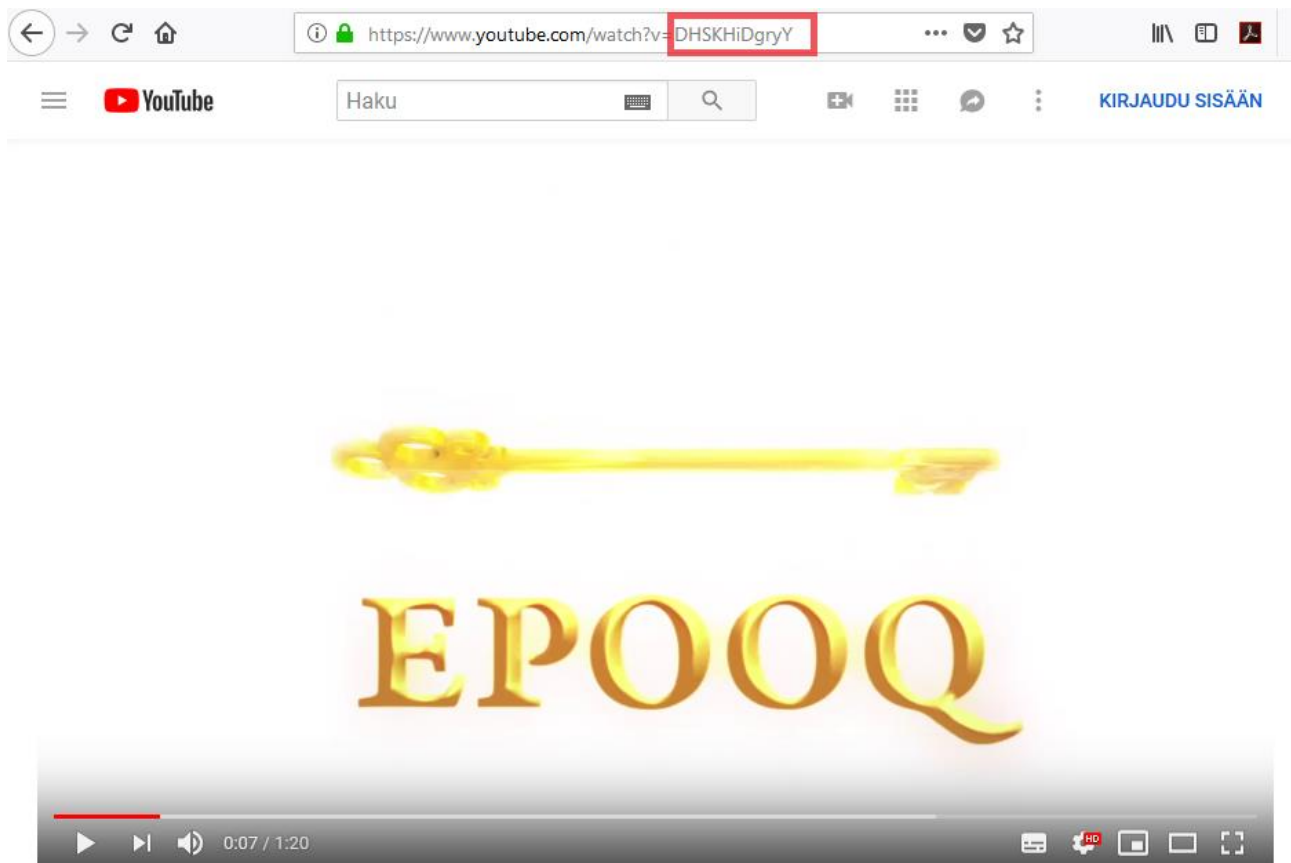 https://www.youtube.com/watch?v=DHSKHiDgryY
YouTube
Haku
KIRJAUDU SISÄÄN
EPOOQ
0:07 / 1:20
HD